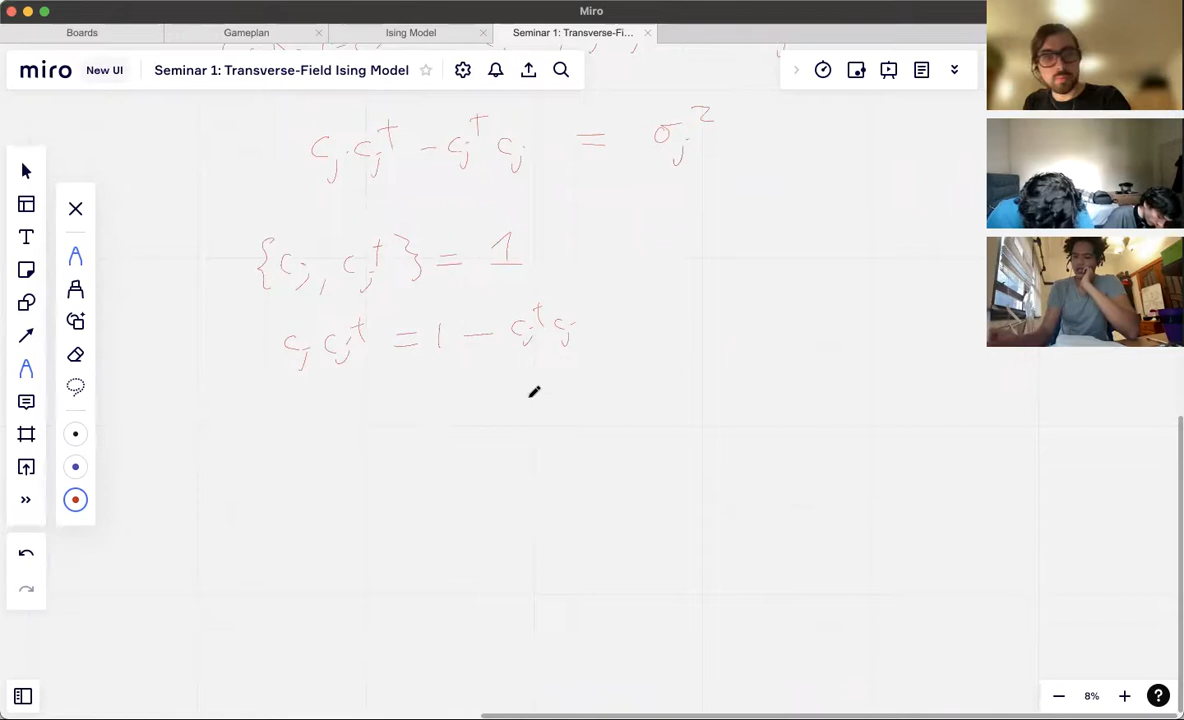 Miro
Boards Gameplan Ising Model Seminar 1: Transverse-Fi...
miro New UI Seminar 1: Transverse-Field Ising Model
c_j c_j^† - c_j^† c_j = σ_j^z
{c_j, c_j^†} = 1
c_j c_j^† = 1 - c_j^† c_j
8%